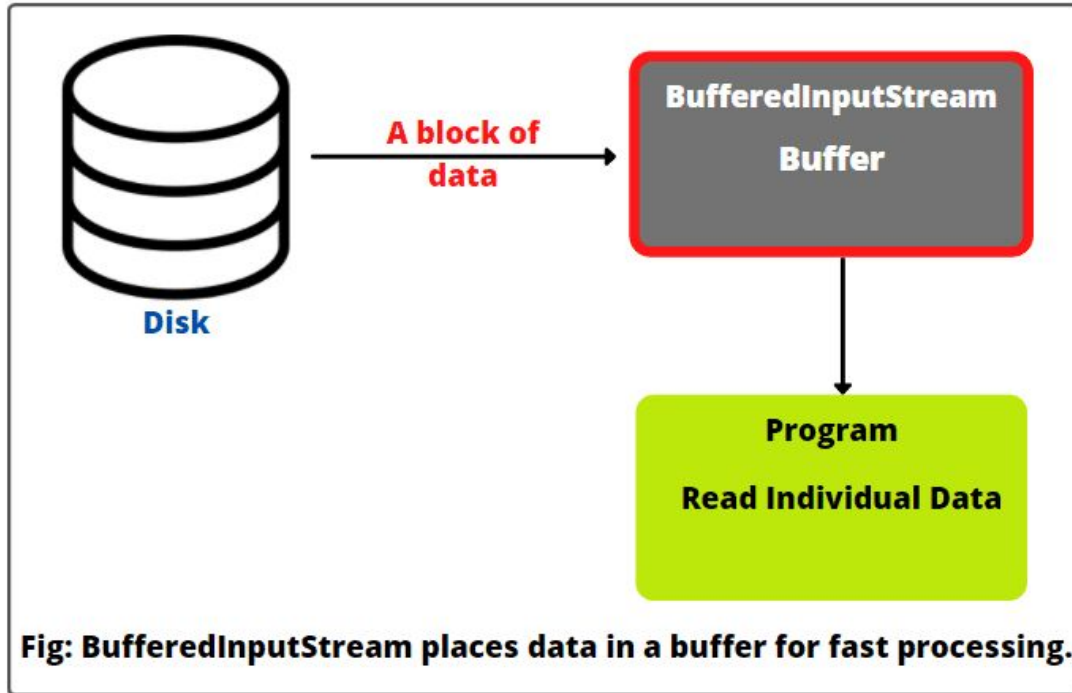 A block of
data
BufferedInputStream
Buffer
Disk
Program
Read Individual Data
Fig: BufferedInputStream places data in a buffer for fast processing.